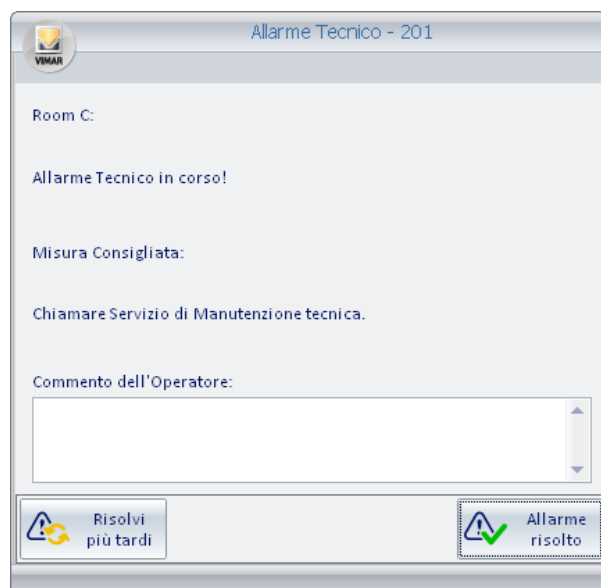 Allarme Tecnico - 201
VIMAR
Room C:
Allarme Tecnico in corso!
Misura Consigliata:
Chiamare Servizio di Manutenzione tecnica.
Commento dell'Operatore:
Risolvi
più tardi
Allarme
risolto